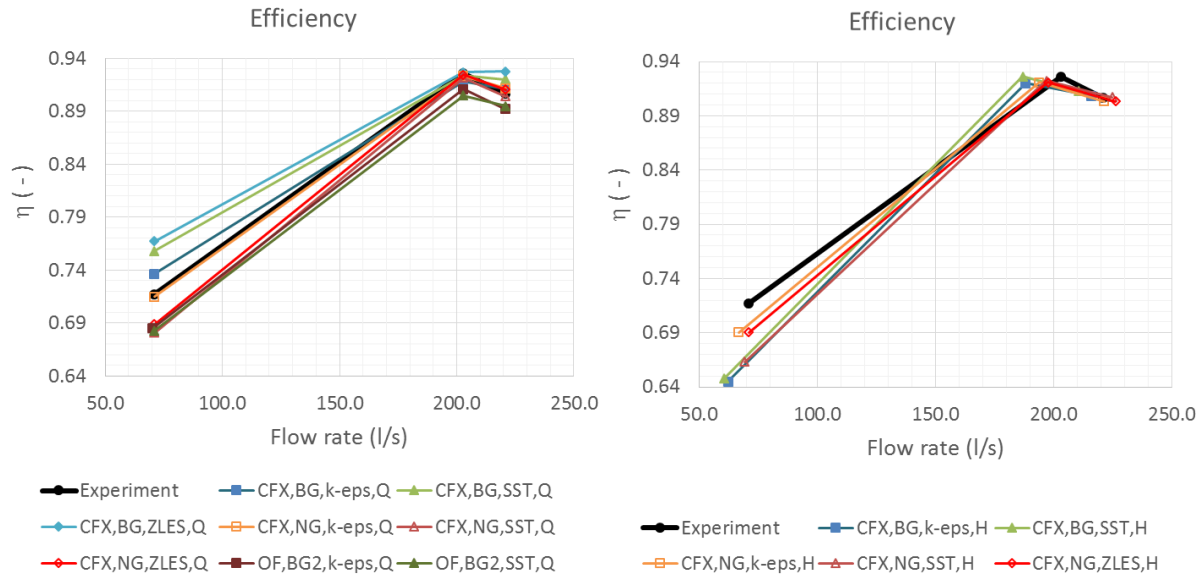 Efficiency
0.94
0.89
0.84
0.79
0.74
0.69
0.64
η ( - )
50.0 100.0 150.0 200.0 250.0
Flow rate (l/s)
Experiment CFX,BG,k-eps,Q CFX,BG,SST,Q
CFX,BG,ZLES,Q CFX,NG,k-eps,Q CFX,NG,SST,Q
CFX,NG,ZLES,Q OF,BG2,k-eps,Q OF,BG2,SST,Q
Efficiency
0.94
0.89
0.84
0.79
0.74
0.69
0.64
η ( - )
50.0 100.0 150.0 200.0 250.0
Flow rate (l/s)
Experiment CFX,BG,k-eps,H CFX,BG,SST,H
CFX,NG,k-eps,H CFX,NG,SST,H CFX,NG,ZLES,H